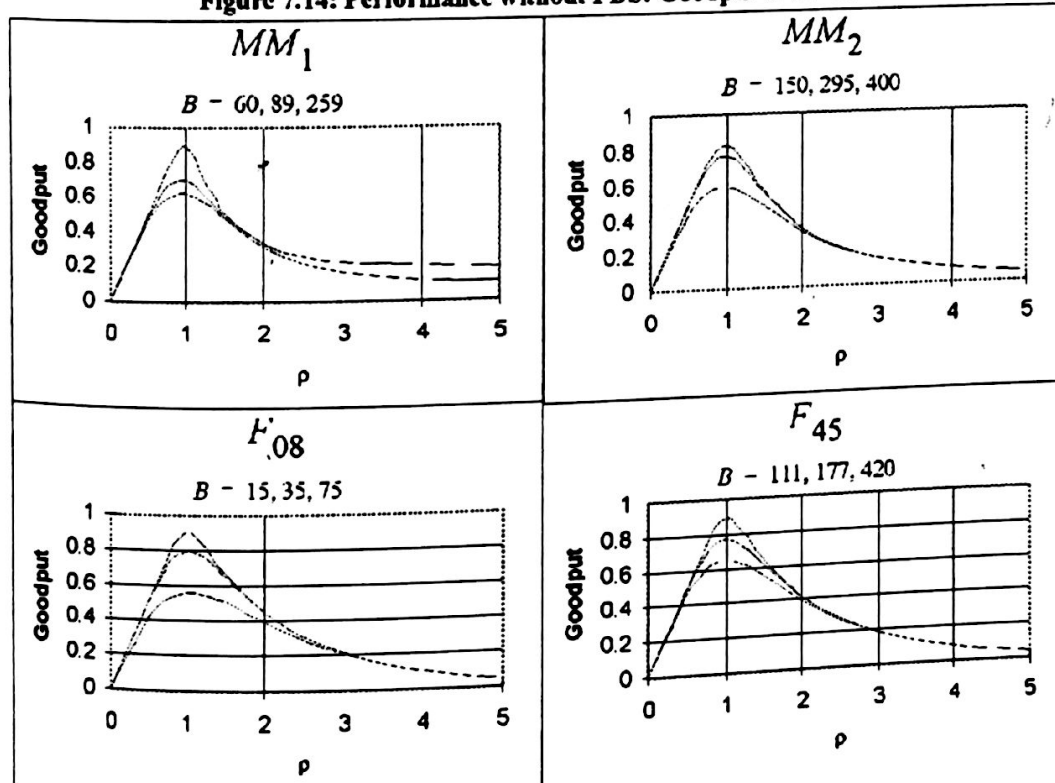 Figure 7.14: Performance without
MM1
B - 60, 89, 259
Goodput
1
0.8
0.6
0.4
0.2
0
0 1 2 3 4 5
ρ
MM2
B - 150, 295, 400
Goodput
1
0.8
0.6
0.4
0.2
0
0 1 2 3 4 5
ρ
F08
B - 15, 35, 75
Goodput
1
0.8
0.6
0.4
0.2
0
0 1 2 3 4 5
ρ
F45
B - 111, 177, 420
Goodput
1
0.8
0.6
0.4
0.2
0
0 1 2 3 4 5
ρ